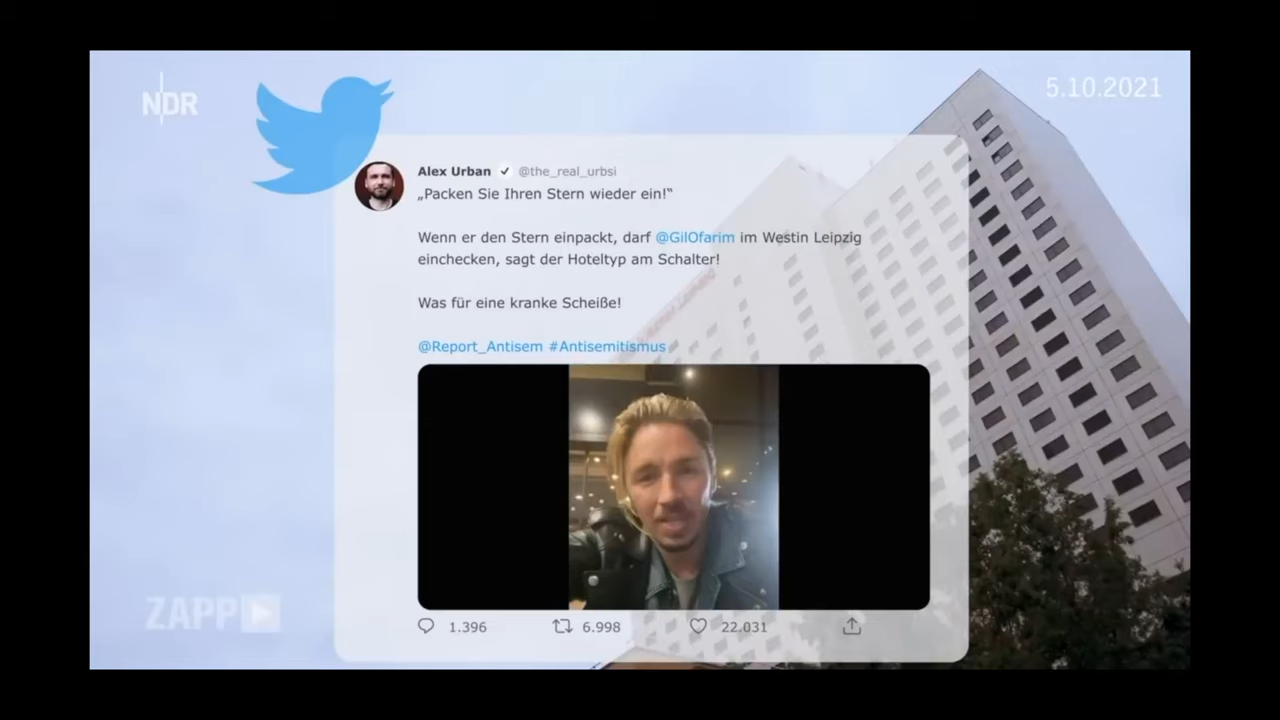 NDR
5.10.2021
Alex Urban @the_real_urbsi
„Packen Sie Ihren Stern wieder ein!“
Wenn er den Stern einpackt, darf @GilOfarim im Westin Leipzig
einchecken, sagt der Hoteltyp am Schalter!
Was für eine kranke Scheiße!
@Report_Antisem #Antisemitismus
1.396 6.998 22.031
ZAPP